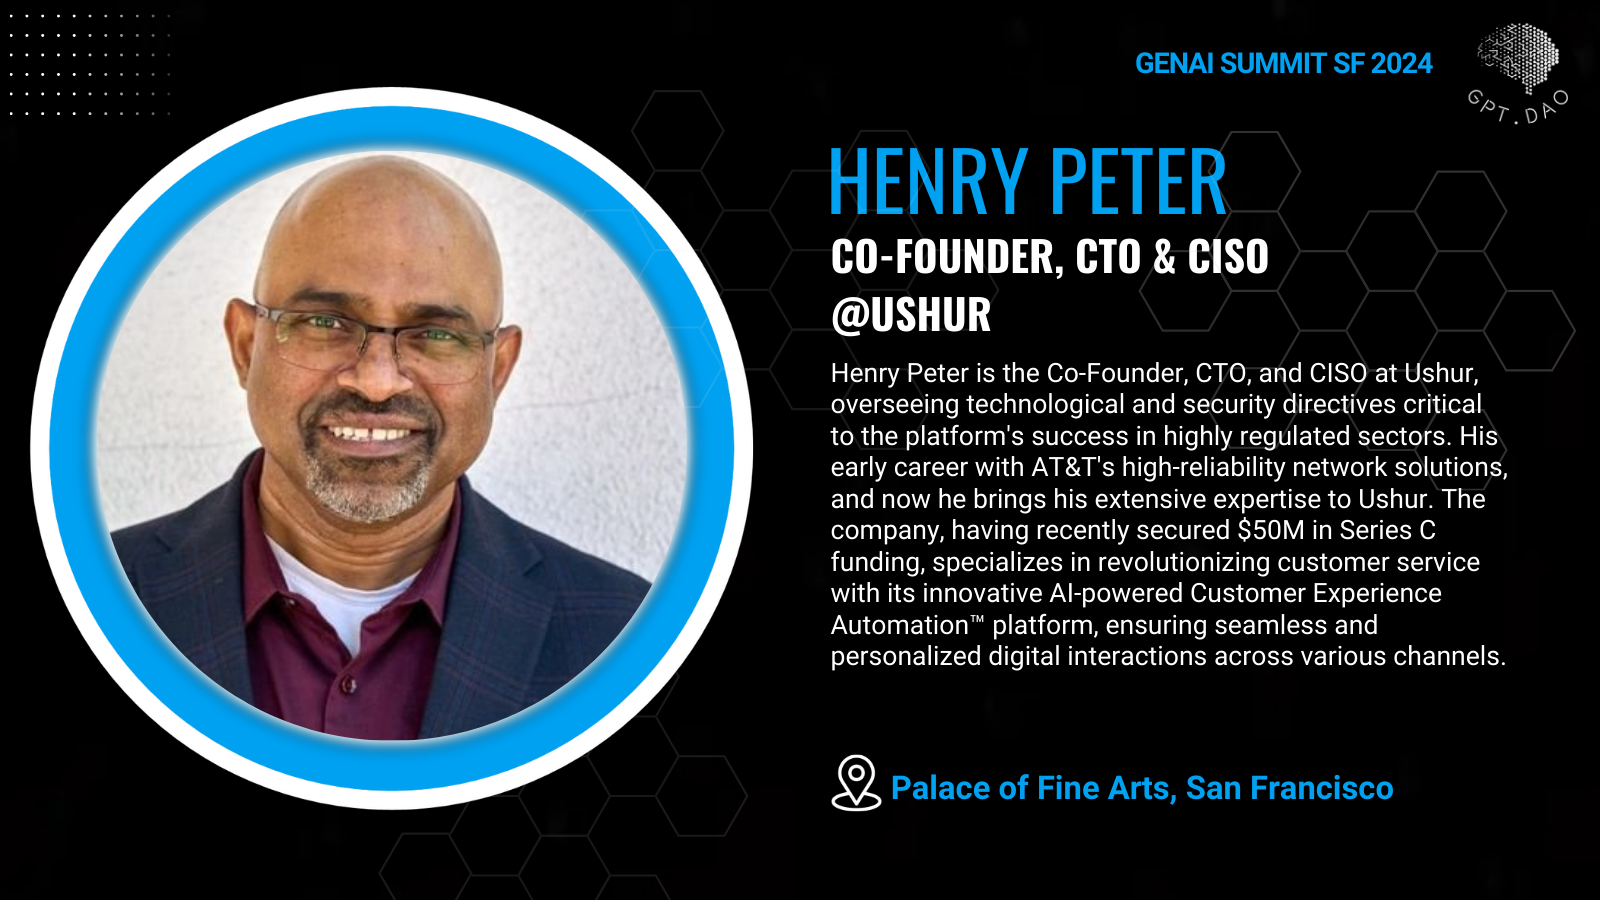 GENAI SUMMIT SF 2024
GPT.DAO
HENRY PETER
CO-FOUNDER, CTO & CISO
@USHUR
Henry Peter is the Co-Founder, CTO, and CISO at Ushur,
overseeing technological and security directives critical
to the platform's success in highly regulated sectors. His
early career with AT&T's high-reliability network solutions,
and now he brings his extensive expertise to Ushur. The
company, having recently secured $50M in Series C
funding, specializes in revolutionizing customer service
with its innovative AI-powered Customer Experience
Automation™ platform, ensuring seamless and
personalized digital interactions across various channels.
Palace of Fine Arts, San Francisco